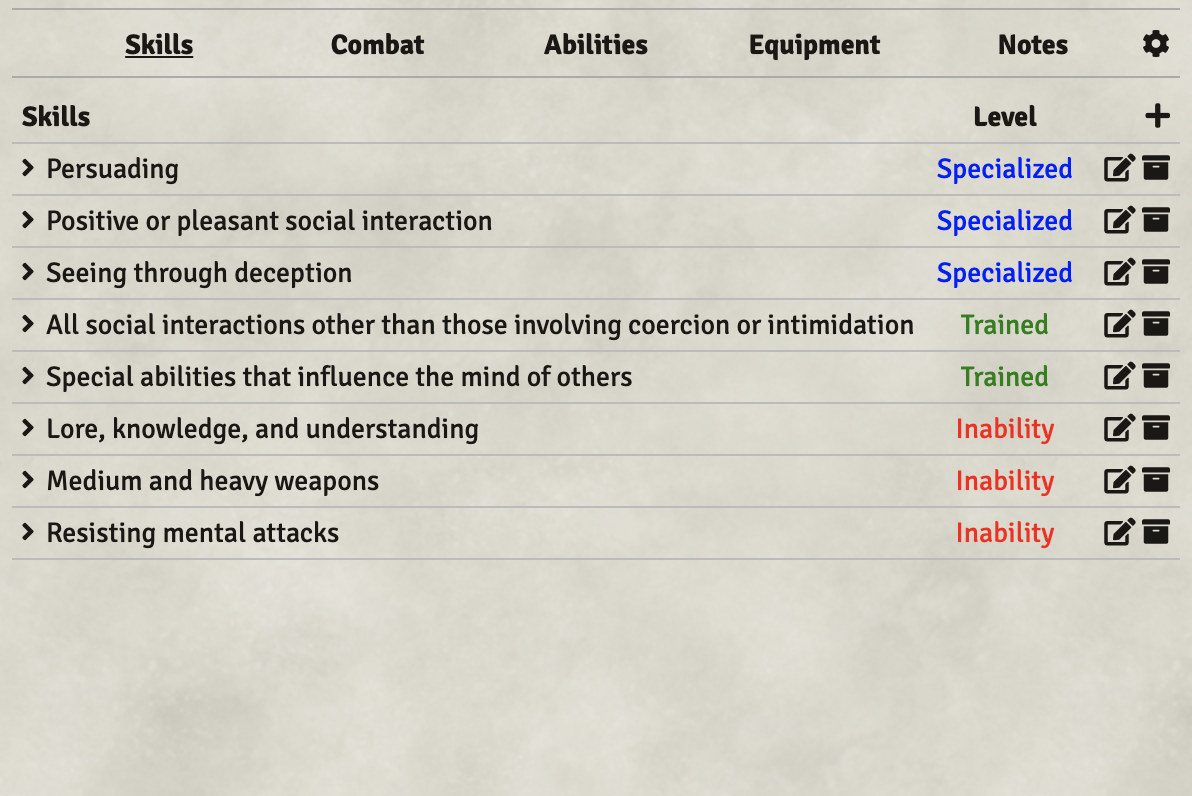 Skills Combat Abilities Equipment Notes
Skills Level
Persuading Specialized
Positive or pleasant social interaction Specialized
Seeing through deception Specialized
All social interactions other than those involving coercion or intimidation Trained
Special abilities that influence the mind of others Trained
Lore, knowledge, and understanding Inability
Medium and heavy weapons Inability
Resisting mental attacks Inability